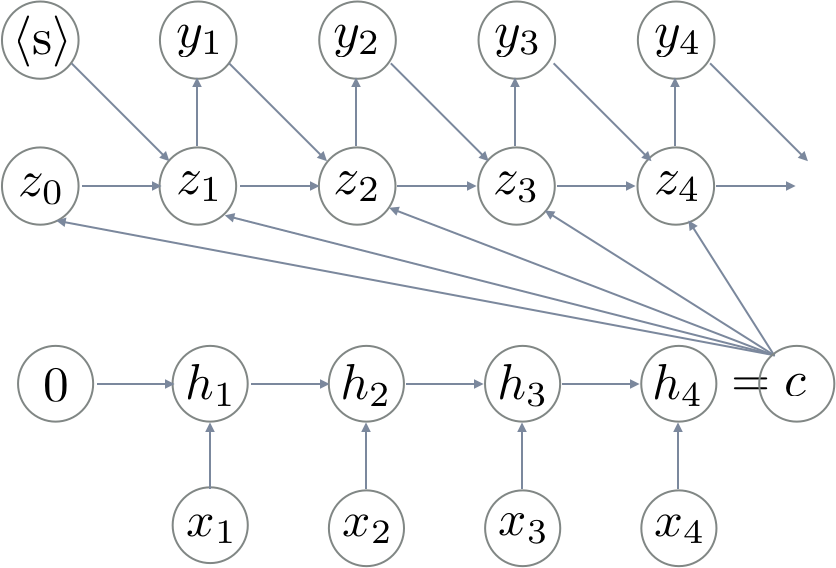 ⟨s⟩ y₁ y₂ y₃ y₄
z₀ z₁ z₂ z₃ z₄
0 h₁ h₂ h₃ h₄ = c
x₁ x₂ x₃ x₄